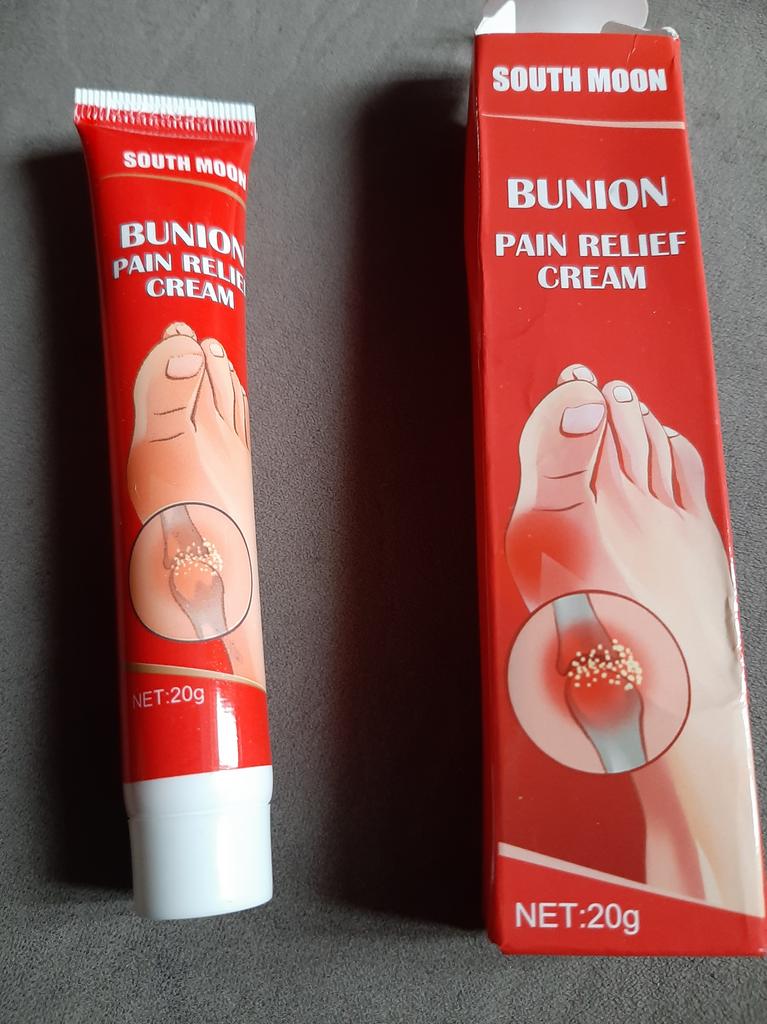 SOUTH MOON
BUNION
PAIN RELIEF
CREAM
NET:20g
SOUTH MOON
BUNION
PAIN RELIEF
CREAM
NET:20g